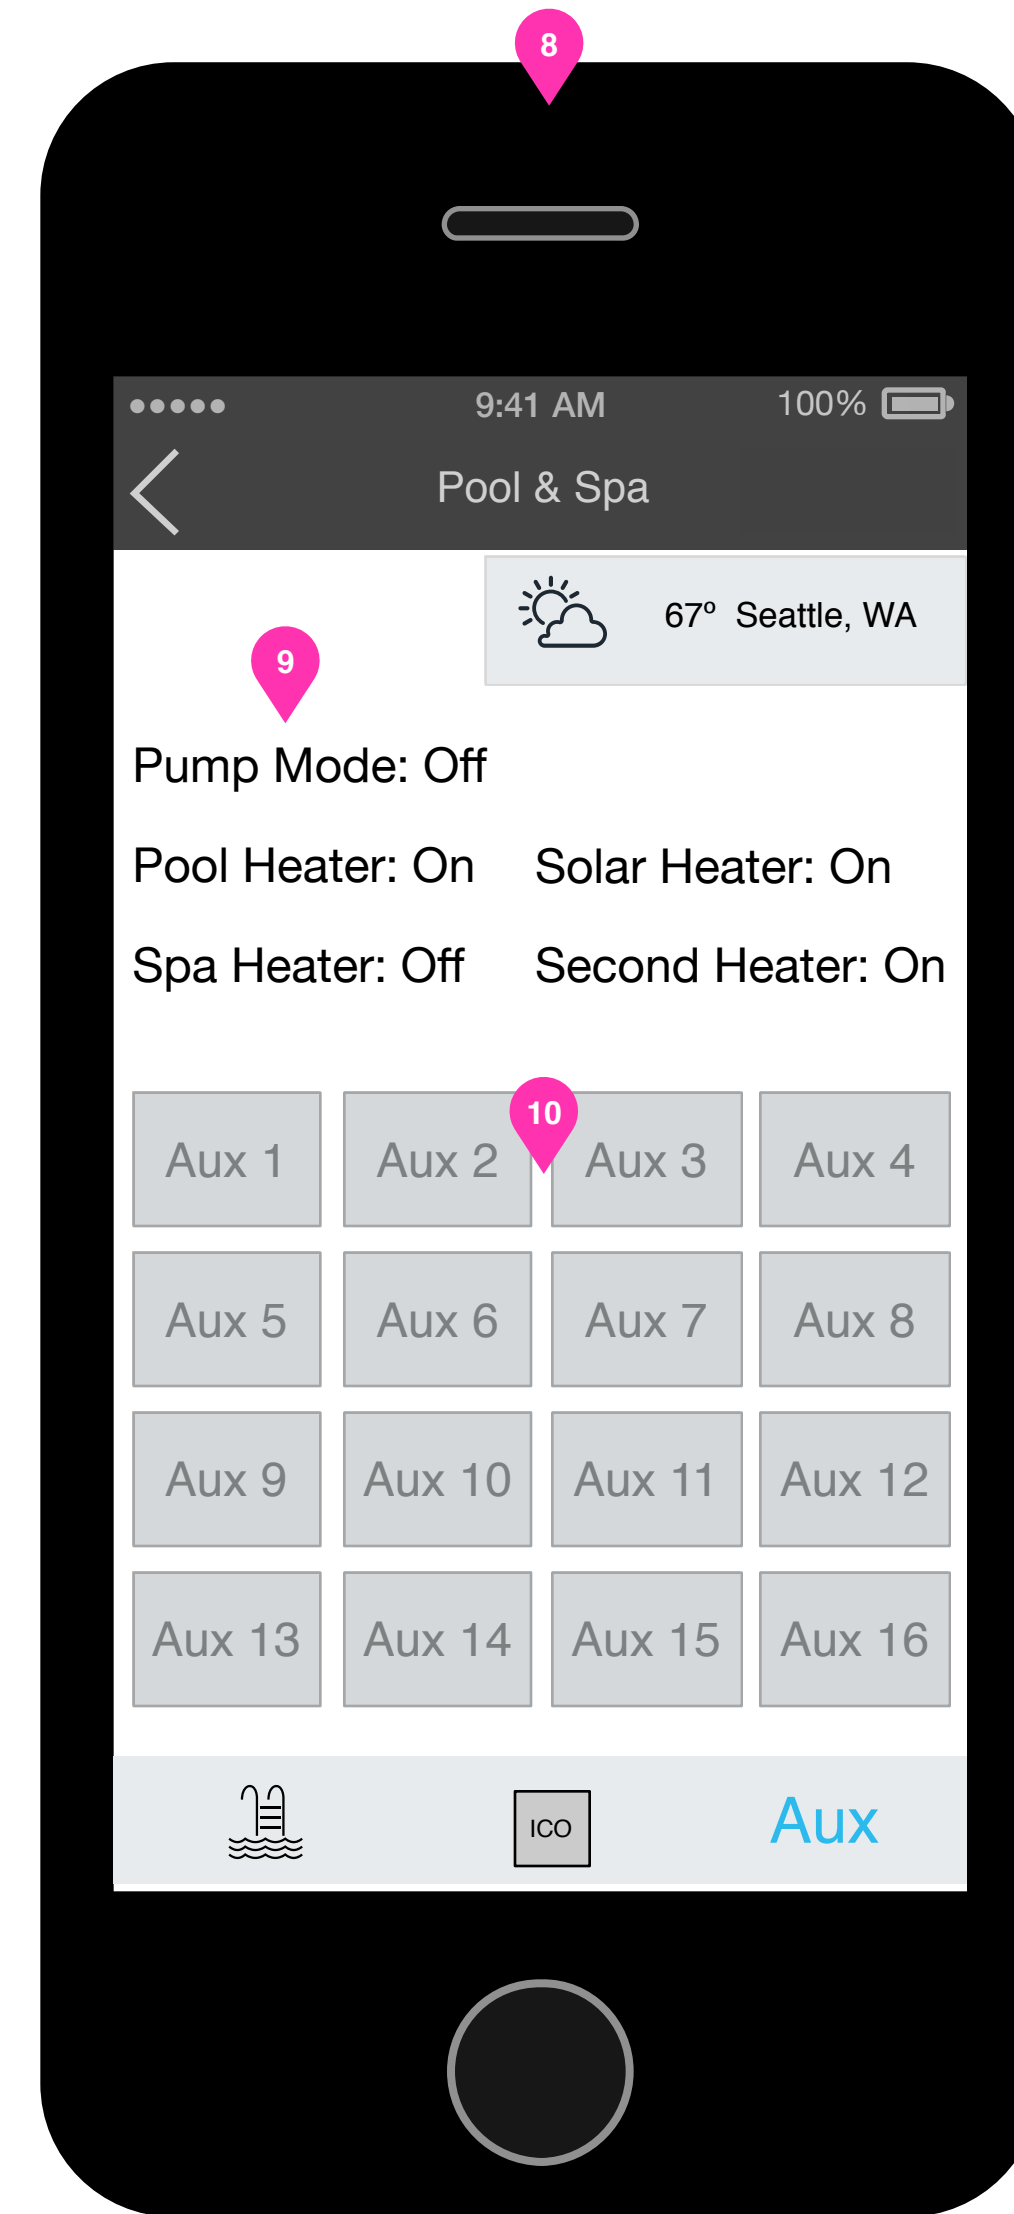 8
9:41 AM 100%
Pool & Spa
67º Seattle, WA
9
Pump Mode: Off
Pool Heater: On Solar Heater: On
Spa Heater: Off Second Heater: On
10
Aux 1 Aux 2 Aux 3 Aux 4
Aux 5 Aux 6 Aux 7 Aux 8
Aux 9 Aux 10 Aux 11 Aux 12
Aux 13 Aux 14 Aux 15 Aux 16
ICO Aux